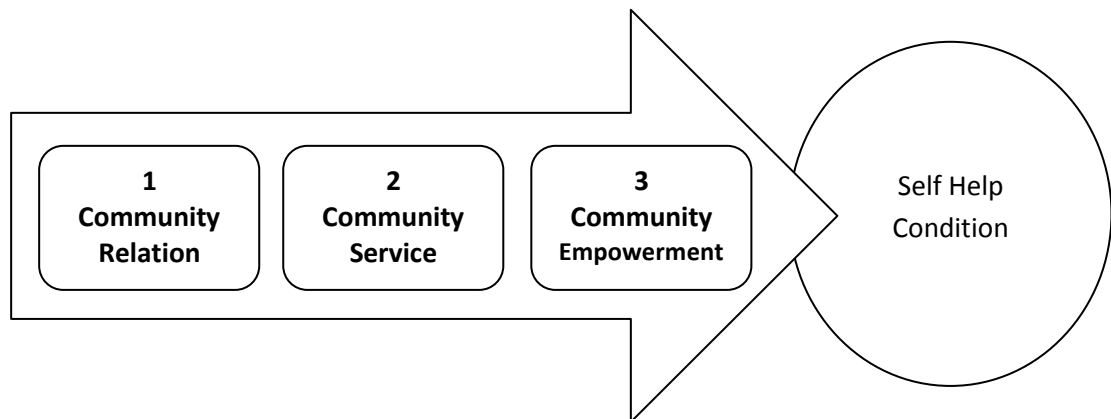 1
Community
Relation
2
Community
Service
3
Community
Empowerment
Self Help
Condition